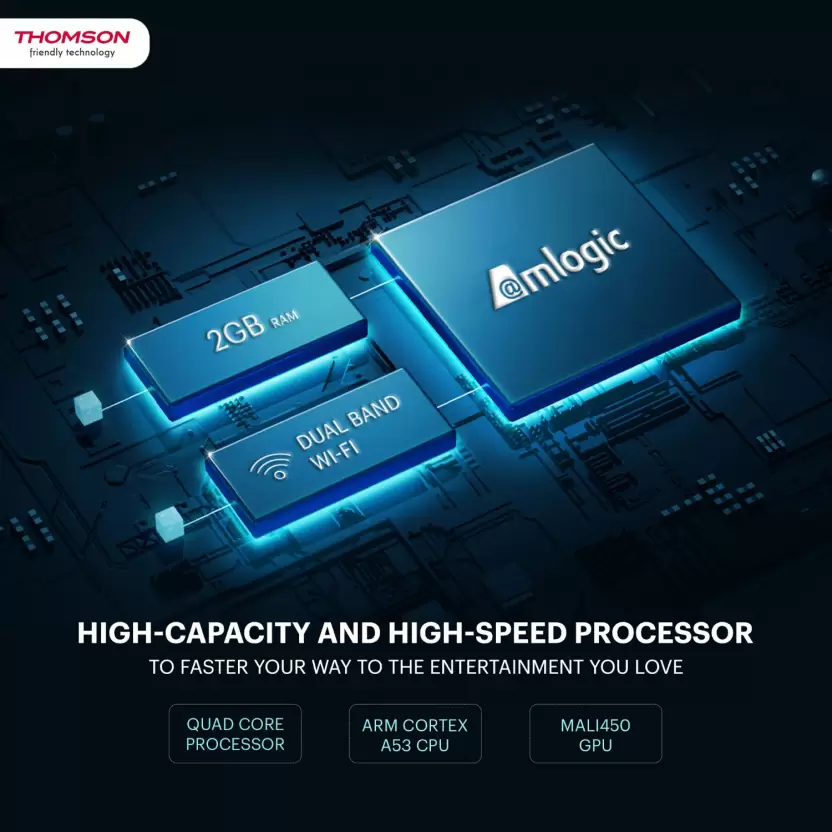 THOMSON
friendly technology
@mlogic
2GB RAM
DUAL BAND
WI-FI
HIGH-CAPACITY AND HIGH-SPEED PROCESSOR
TO FASTER YOUR WAY TO THE ENTERTAINMENT YOU LOVE
QUAD CORE
PROCESSOR
ARM CORTEX
A53 CPU
MALI450
GPU